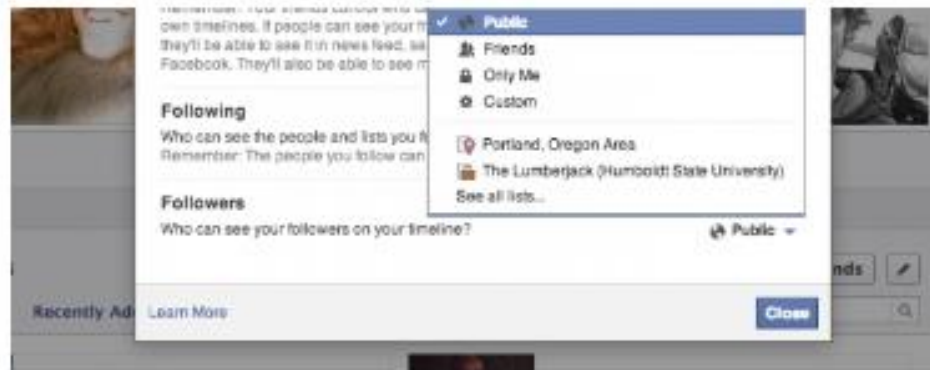 own timelines. If people can see your
they'll be able to see it in news feed,
Facebook. They'll also be able to see
Public
Friends
Only Me
Custom
Portland, Oregon Area
The Lumberjack (Humboldt State University)
See all lists...
Following
Who can see the people and lists you
Remember: The people you follow can
Followers
Who can see your followers on your timeline?
Public
nds
Recently
Learn More
Close